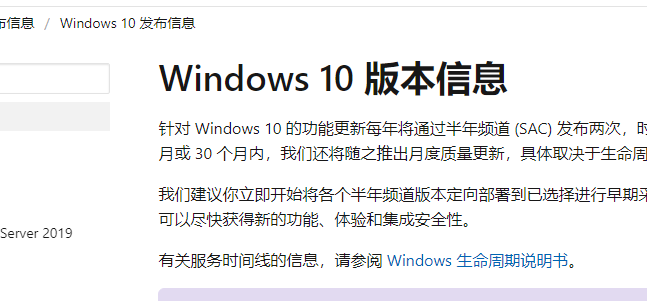 布信息 / Windows 10 发布信息
Windows 10 版本信息
针对 Windows 10 的功能更新每年将通过半年频道 (SAC) 发布两次，时
月或 30 个月内，我们还将随之推出月度质量更新，具体取决于生命周
我们建议你立即开始将各个半年频道版本定向部署到已选择进行早期采
可以尽快获得新的功能、体验和集成安全性。
Server 2019
有关服务时间线的信息，请参阅 Windows 生命周期说明书。